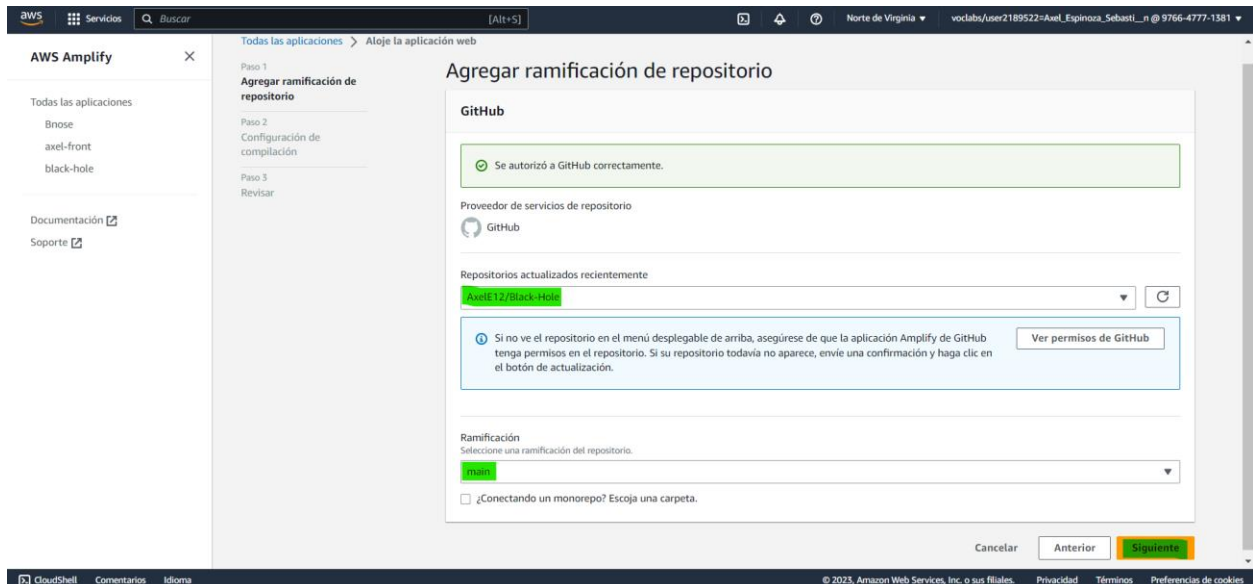 aws
Servicios
Buscar
[Alt+S]
Norte de Virginia
voclabs/user2189522=Axel_Espinoza_Sebasti__n @ 9766-4777-1381
AWS Amplify
Todas las aplicaciones
Bnose
axel-front
black-hole
Documentación
Soporte
Todas las aplicaciones > Aloje la aplicación web
Paso 1
Agregar ramificación de
repositorio
Paso 2
Configuración de
compilación
Paso 3
Revisar
Agregar ramificación de repositorio
GitHub
Se autorizó a GitHub correctamente.
Proveedor de servicios de repositorio
GitHub
Repositorios actualizados recientemente
AxelE12/Black-Hole
Si no ve el repositorio en el menú desplegable de arriba, asegúrese de que la aplicación Amplify de GitHub
tenga permisos en el repositorio. Si su repositorio todavía no aparece, envíe una confirmación y haga clic en
el botón de actualización.
Ver permisos de GitHub
Ramificación
Seleccione una ramificación del repositorio.
main
¿Conectando un monorepo? Escoja una carpeta.
Cancelar
Anterior
Siguiente
CloudShell
Comentarios
Idioma
© 2023, Amazon Web Services, Inc. o sus filiales.
Privacidad
Términos
Preferencias de cookies